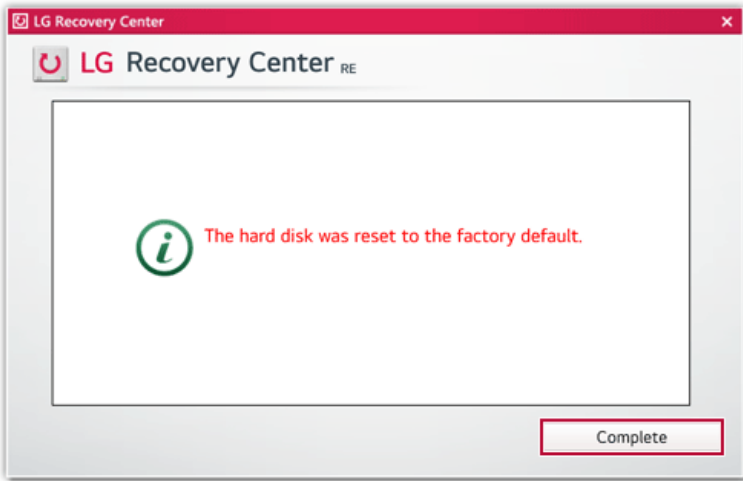 LG Recovery Center
LG Recovery Center RE
The hard disk was reset to the factory default.
Complete